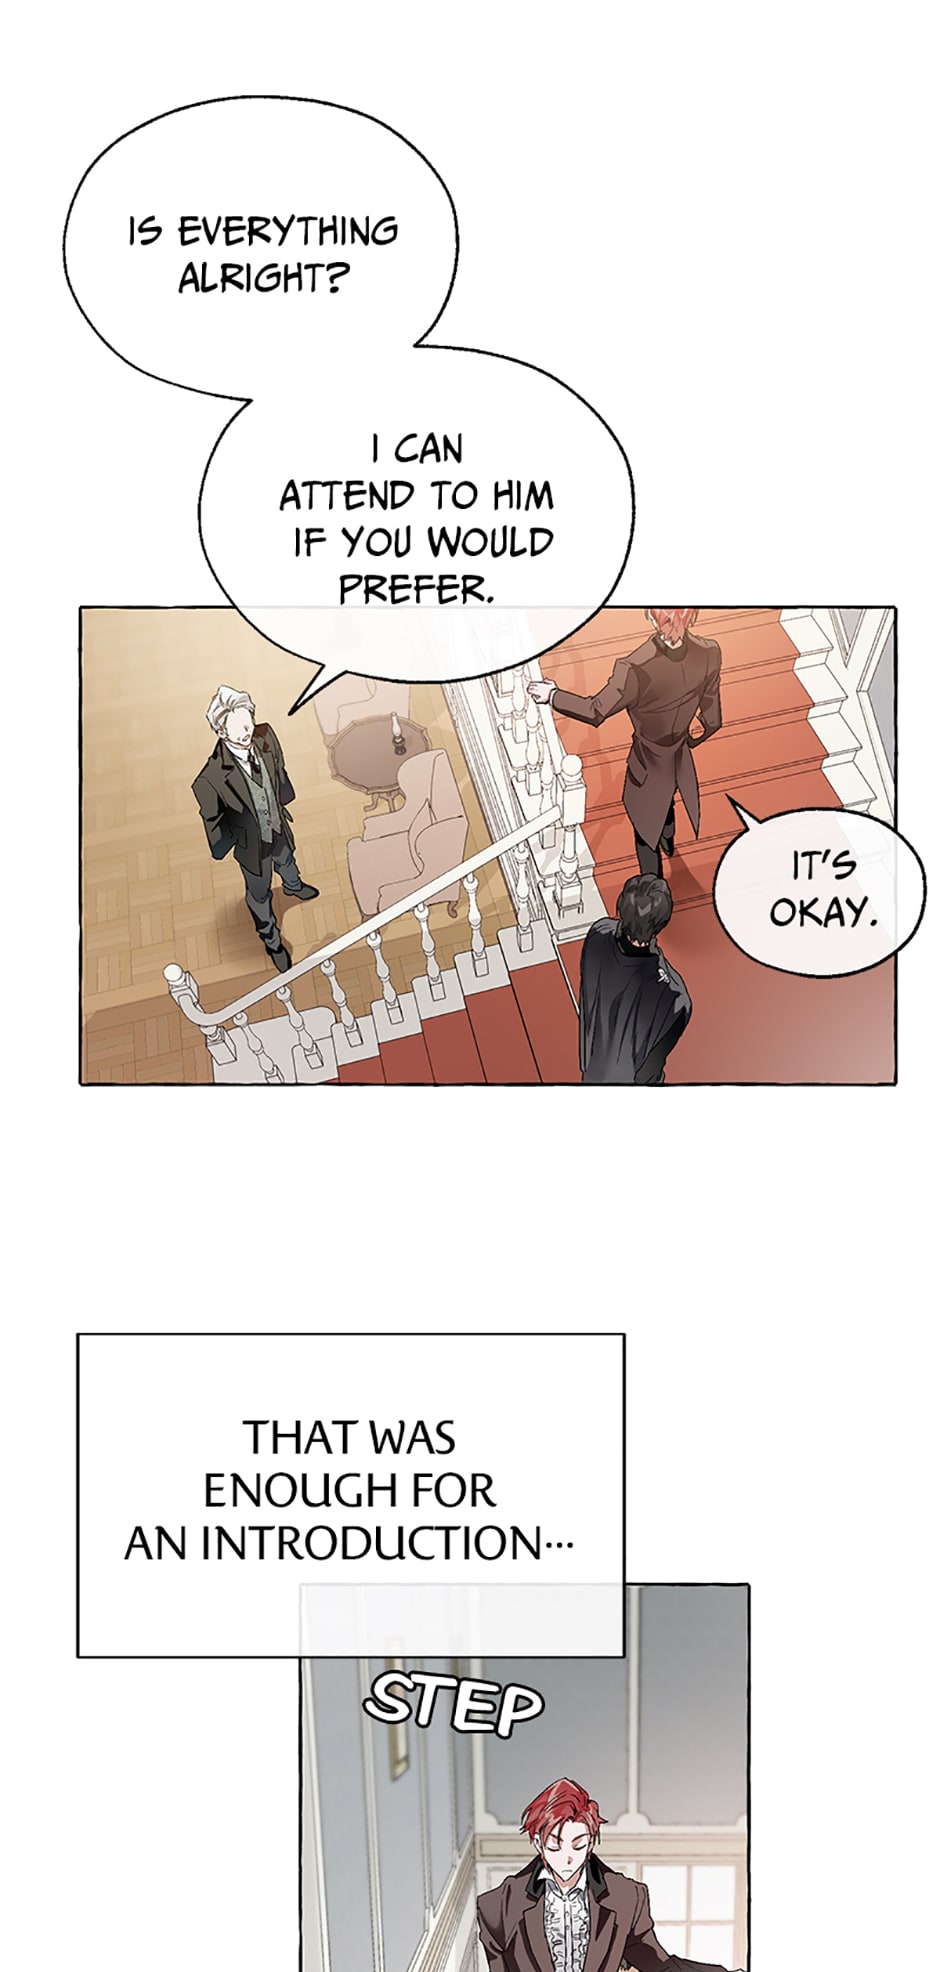 IS EVERYTHING
ALRIGHT?
I CAN
ATTEND TO HIM
IF YOU WOULD
PREFER.
IT'S
OKAY.
THAT WAS
ENOUGH FOR
AN INTRODUCTION...
STEP